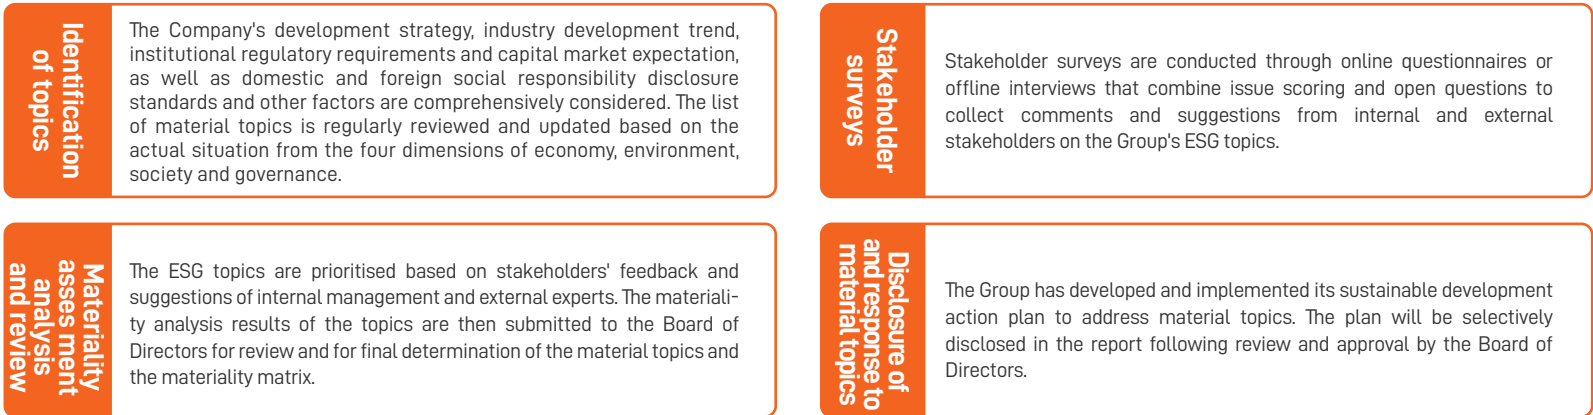 Identification
of topics
The Company's development strategy, industry development trend,
institutional regulatory requirements and capital market expectation,
as well as domestic and foreign social responsibility disclosure
standards and other factors are comprehensively considered. The list
of material topics is regularly reviewed and updated based on the
actual situation from the four dimensions of economy, environment,
society and governance.
Stakeholder
surveys
Stakeholder surveys are conducted through online questionnaires or
offline interviews that combine issue scoring and open questions to
collect comments and suggestions from internal and external
stakeholders on the Group's ESG topics.
Materiality
asses ment
analysis
and review
The ESG topics are prioritised based on stakeholders' feedback and
suggestions of internal management and external experts. The materiali-
ty analysis results of the topics are then submitted to the Board of
Directors for review and for final determination of the material topics and
the materiality matrix.
Disclosure of
and response to
material topics
The Group has developed and implemented its sustainable development
action plan to address material topics. The plan will be selectively
disclosed in the report following review and approval by the Board of
Directors.